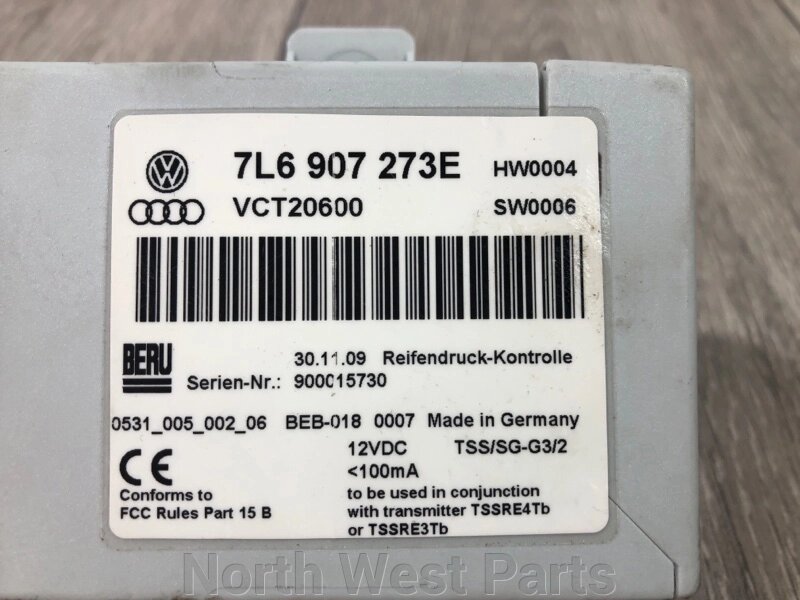 7L6 907 273E HW0004
VCT20600 SW0006
BERU
30.11.09 Reifendruck-Kontrolle
Serien-Nr.: 900015730
0531_005_002_06 BEB-018 0007 Made in Germany
12VDC TSS/SG-G3/2
CE <100mA
Conforms to
FCC Rules Part 15 B
to be used in conjunction
with transmitter TSSRE4Tb
or TSSRE3Tb
North West Parts